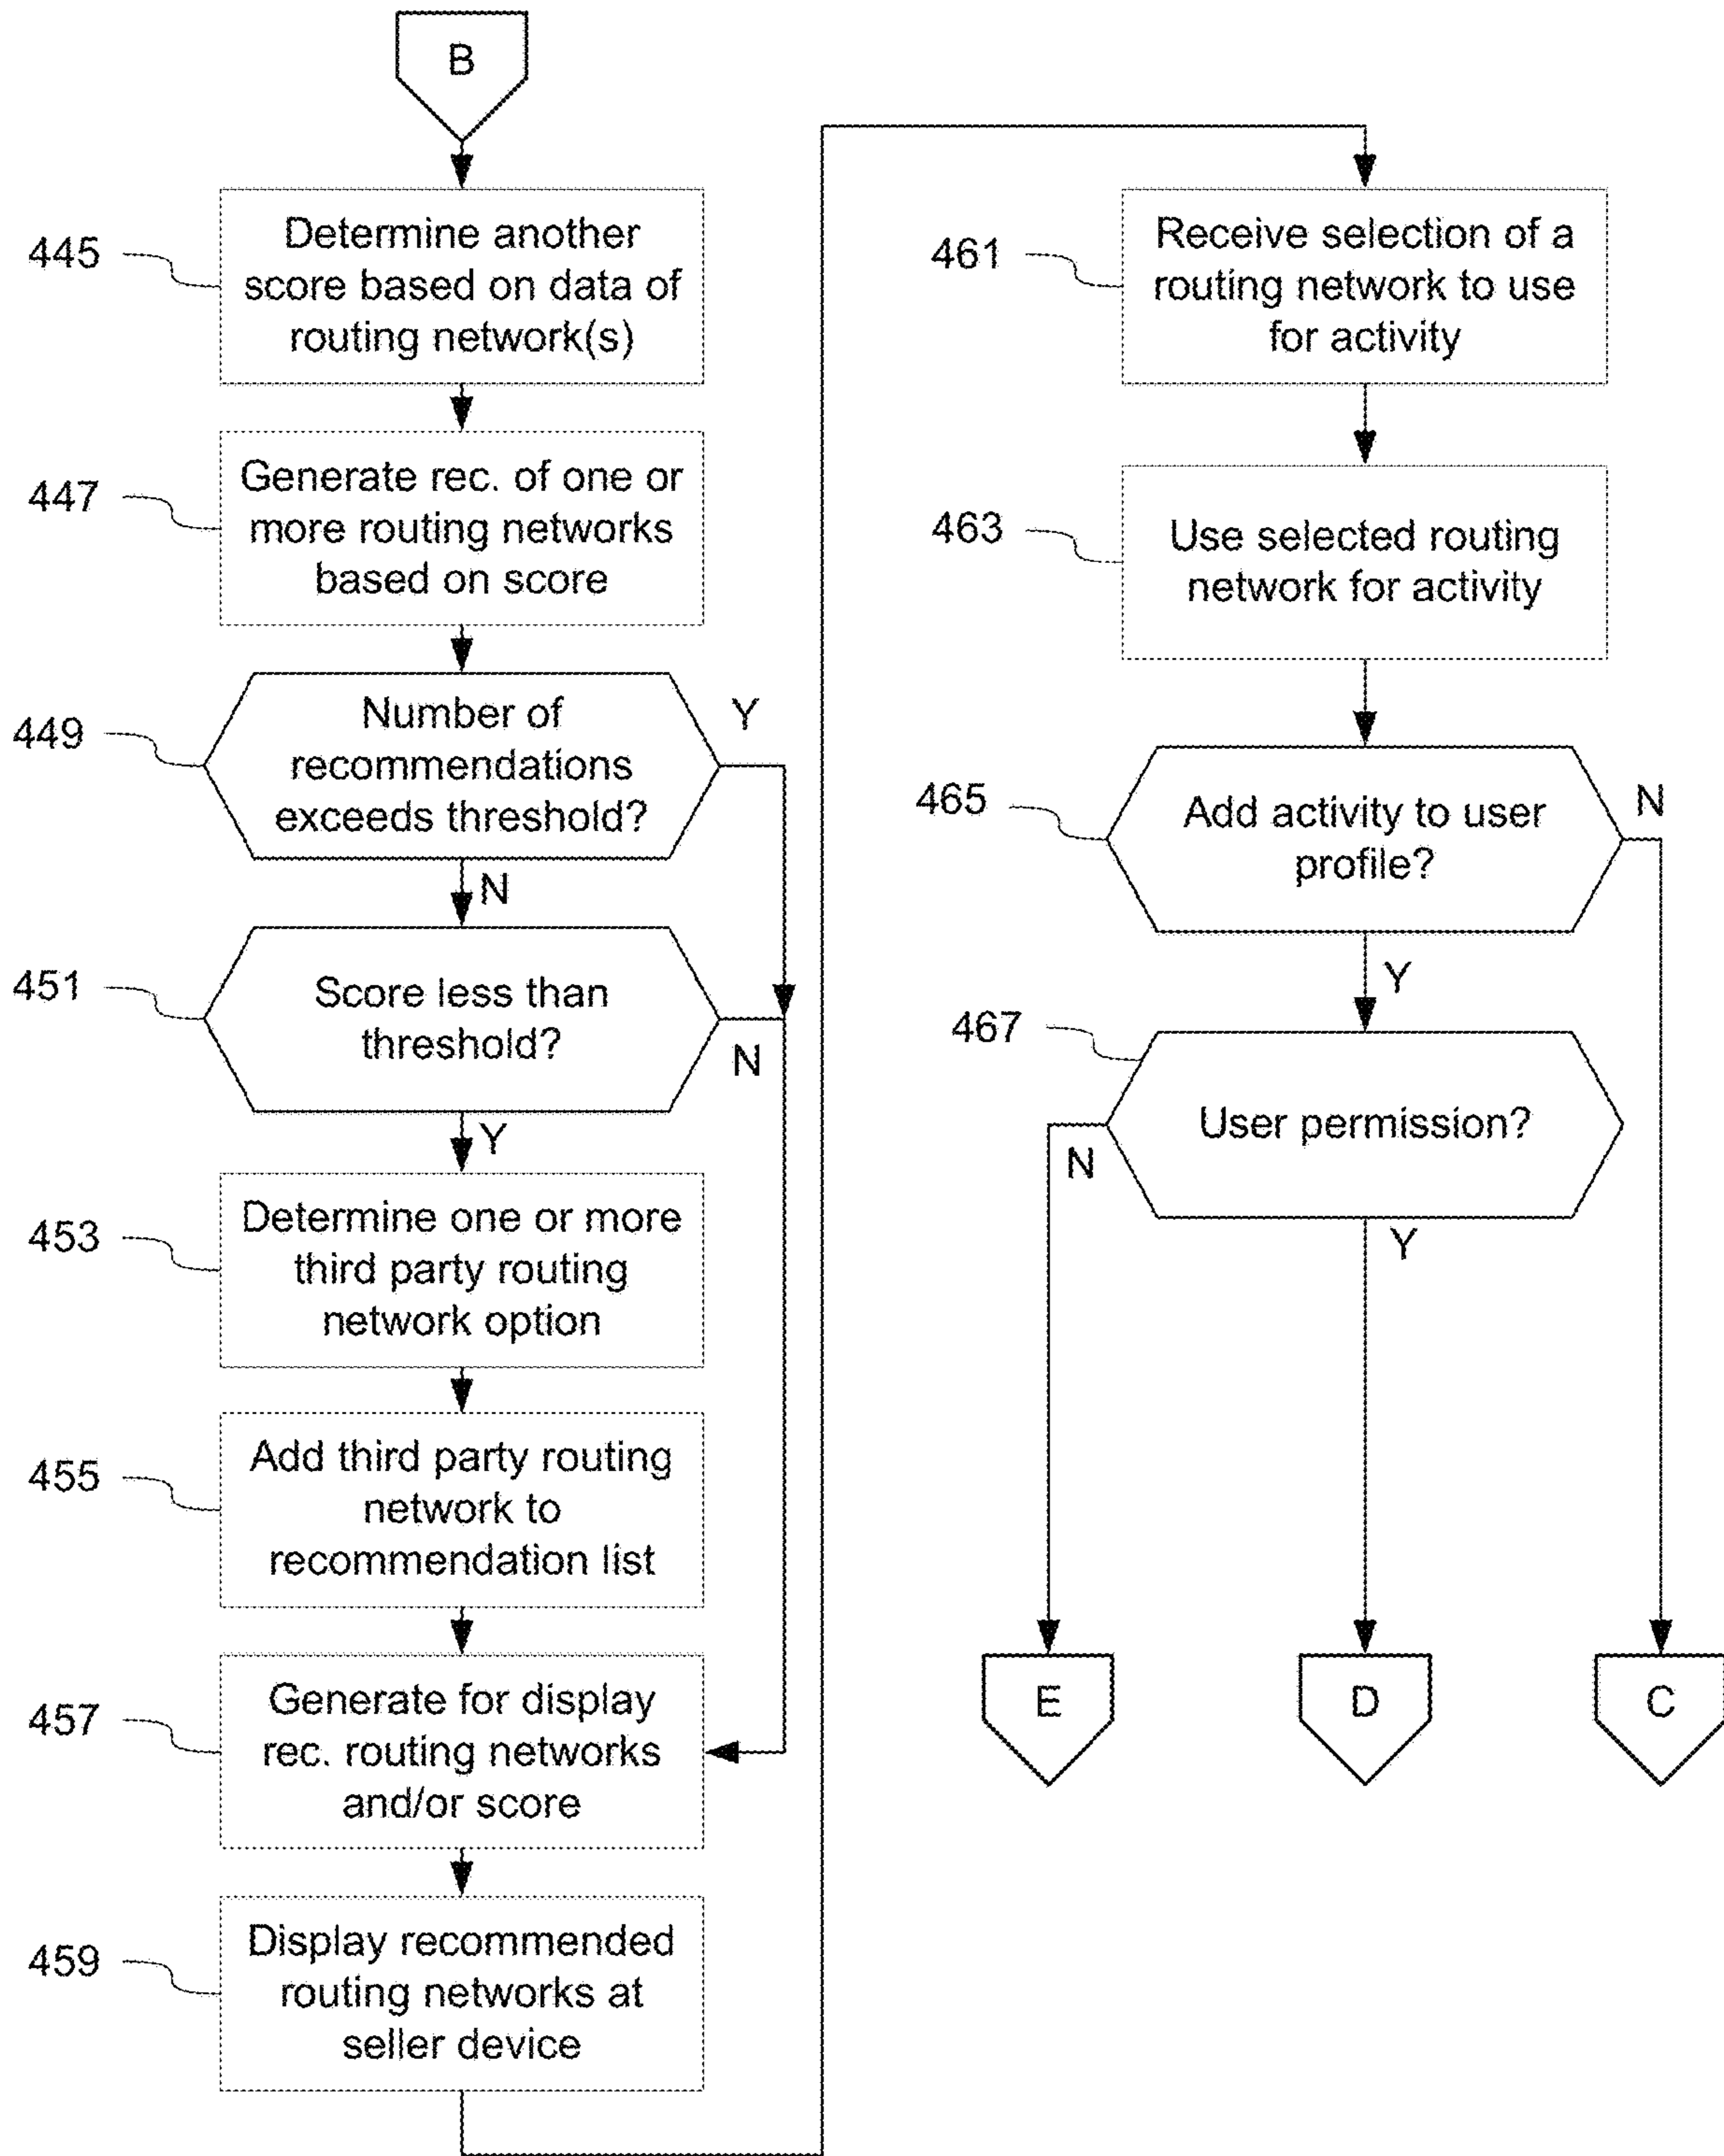 B
445
Determine another
score based on data of
routing network(s)
447
Generate rec. of one or
more routing networks
based on score
449
Number of
recommendations
exceeds threshold?
Y
N
451
Score less than
threshold?
N
Y
453
Determine one or more
third party routing
network option
455
Add third party routing
network to
recommendation list
457
Generate for display
rec. routing networks
and/or score
459
Display recommended
routing networks at
seller device
461
Receive selection of a
routing network to use
for activity
463
Use selected routing
network for activity
465
Add activity to user
profile?
N
Y
467
User permission?
N
Y
E
D
C